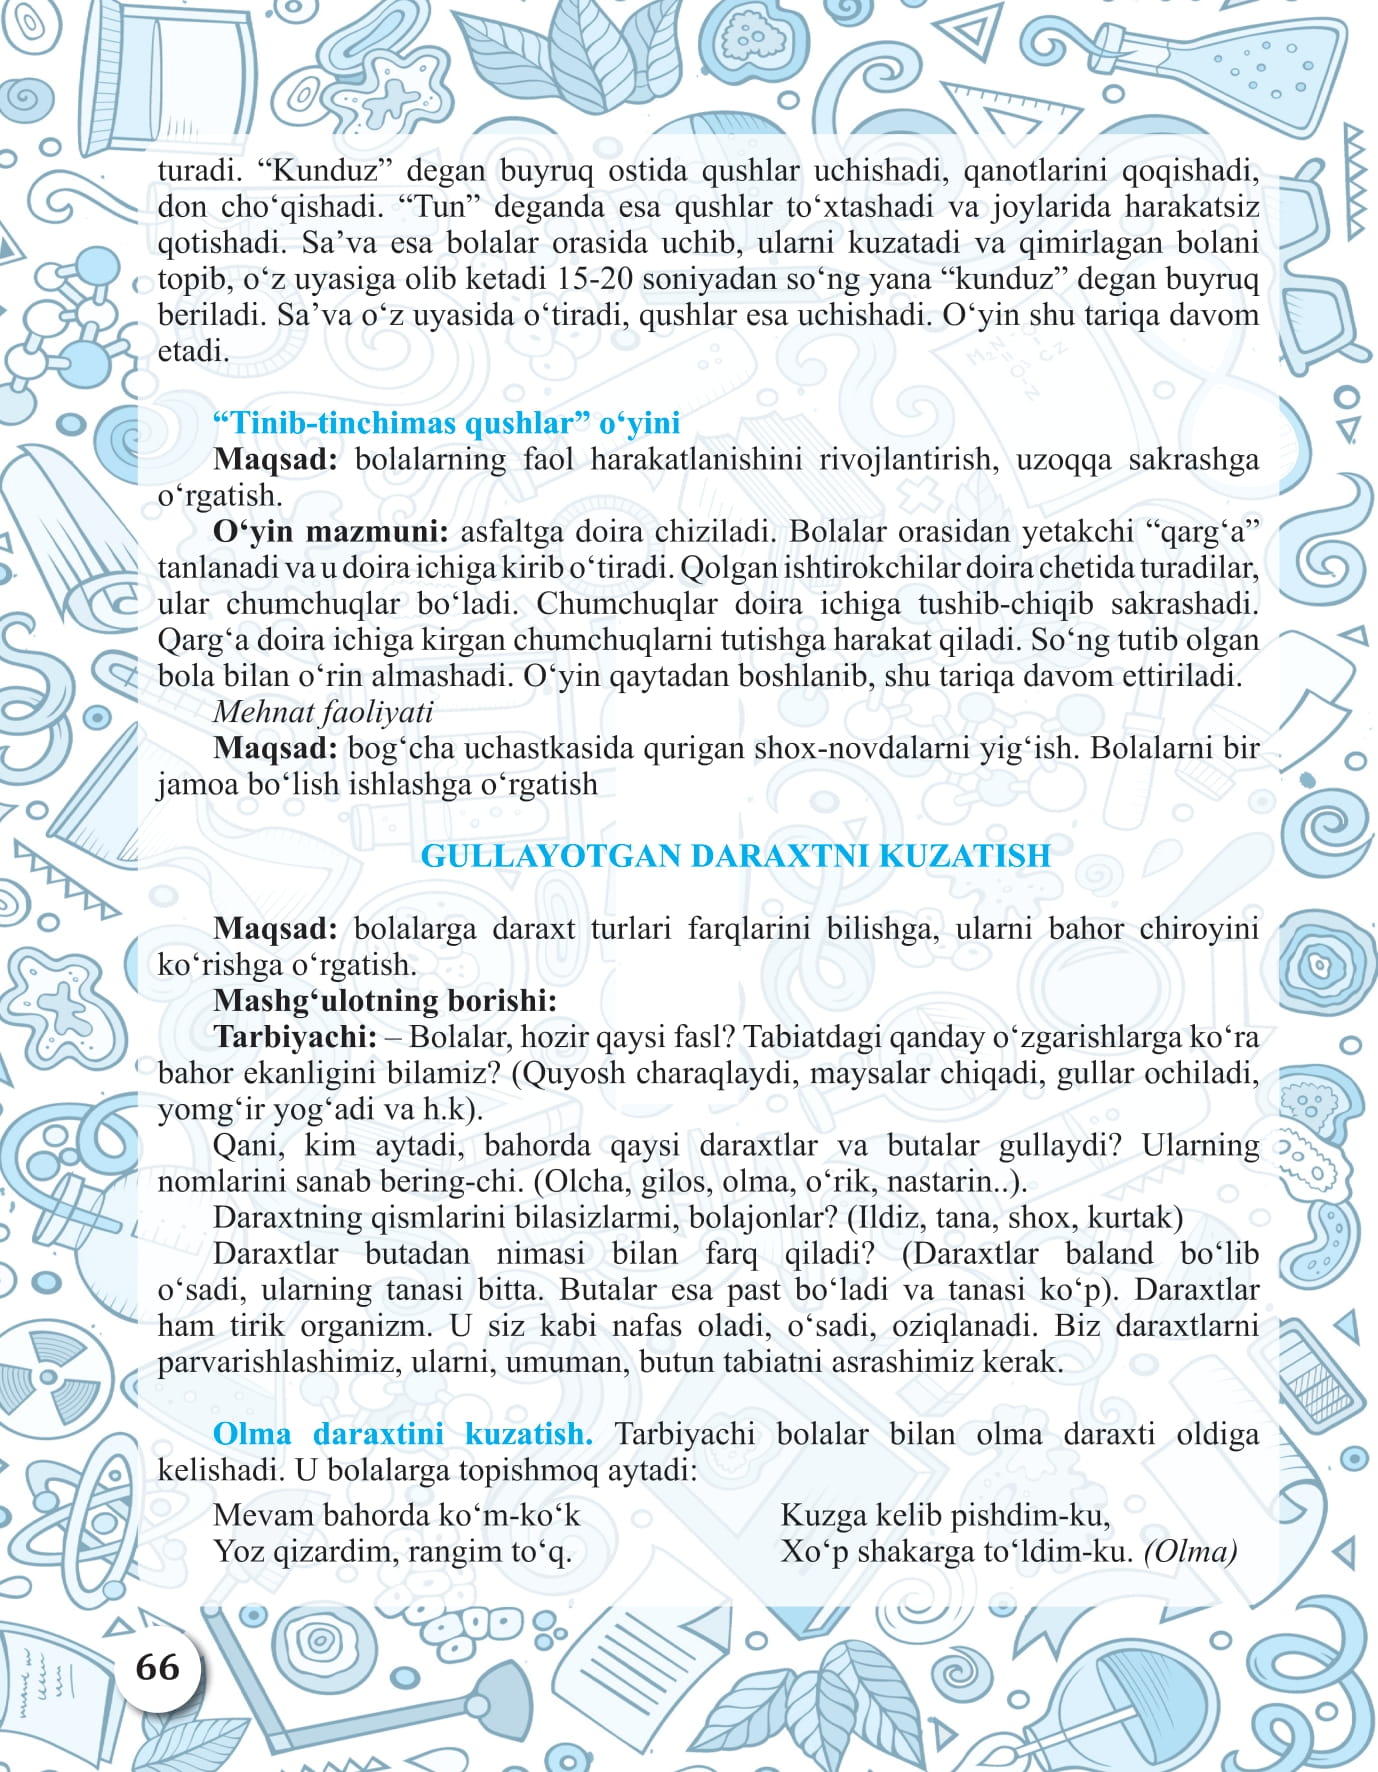 turadi. “Kunduz” degan buyruq ostida qushlar uchishadi, qanotlarini qoqishadi,
don cho‘qishadi. “Tun” deganda esa qushlar to‘xtashadi va joylarida harakatsiz
qotishadi. Sa’va esa bolalar orasida uchib, ularni kuzatadi va qimirlagan bolani
topib, o‘z uyasiga olib ketadi 15-20 soniyadan so‘ng yana “kunduz” degan buyruq
beriladi. Sa’va o‘z uyasida o‘tiradi, qushlar esa uchishadi. O‘yin shu tariqa davom
etadi.
“Tinib-tinchimas qushlar” o‘yini
Maqsad: bolalarning faol harakatlanishini rivojlantirish, uzoqqa sakrashga
o‘rgatish.
O‘yin mazmuni: asfaltga doira chiziladi. Bolalar orasidan yetakchi “qarg‘a”
tanlanadi va u doira ichiga kirib o‘tiradi. Qolgan ishtirokchilar doira chetida turadilar,
ular chumchuqlar bo‘ladi. Chumchuqlar doira ichiga tushib-chiqib sakrashadi.
Qarg‘a doira ichiga kirgan chumchuqlarni tutishga harakat qiladi. So‘ng tutib olgan
bola bilan o‘rin almashadi. O‘yin qaytadan boshlanib, shu tariqa davom ettiriladi.
Mehnat faoliyati
Maqsad: bog‘cha uchastkasida qurigan shox-novdalarni yig‘ish. Bolalarni bir
jamoa bo‘lish ishlashga o‘rgatish
GULLAYOTGAN DARAXTNI KUZATISH
Maqsad: bolalarga daraxt turlari farqlarini bilishga, ularni bahor chiroyini
ko‘rishga o‘rgatish.
Mashg‘ulotning borishi:
Tarbiyachi: – Bolalar, hozir qaysi fasl? Tabiatdagi qanday o‘zgarishlarga ko‘ra
bahor ekanligini bilamiz? (Quyosh charaqlaydi, maysalar chiqadi, gullar ochiladi,
yomg‘ir yog‘adi va h.k).
Qani, kim aytadi, bahorda qaysi daraxtlar va butalar gullaydi? Ularning
nomlarini sanab bering-chi. (Olcha, gilos, olma, o‘rik, nastarin..).
Daraxtning qismlarini bilasizlarmi, bolajonlar? (Ildiz, tana, shox, kurtak)
Daraxtlar butadan nimasi bilan farq qiladi? (Daraxtlar baland bo‘lib
o‘sadi, ularning tanasi bitta. Butalar esa past bo‘ladi va tanasi ko‘p). Daraxtlar
ham tirik organizm. U siz kabi nafas oladi, o‘sadi, oziqlanadi. Biz daraxtlarni
parvarishlashimiz, ularni, umuman, butun tabiatni asrashimiz kerak.
Olma daraxtini kuzatish. Tarbiyachi bolalar bilan olma daraxti oldiga
kelishadi. U bolalarga topishmoq aytadi:
Mevam bahorda ko‘m-ko‘k
Yoz qizardim, rangim to‘q.
Kuzga kelib pishdim-ku,
Xo‘p shakarga to‘ldim-ku. (Olma)
66